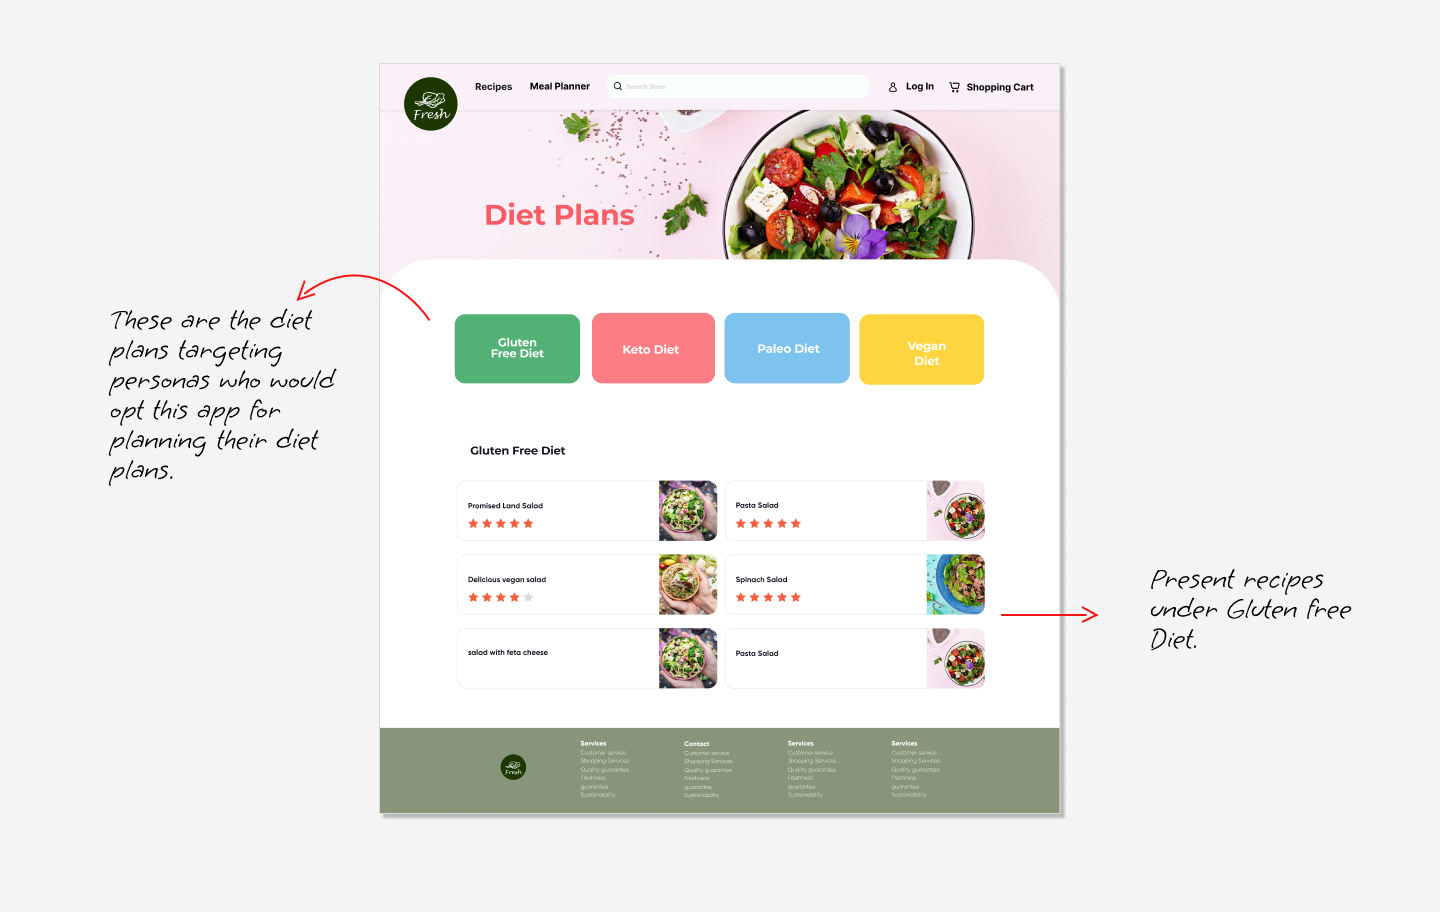 Recipes
Meal Planner
Search Store
Log In
Shopping Cart
Fresh
Diet Plans
These are the diet
plans targeting
personas who would
opt this app for
planning their diet
plans.
Gluten
Free Diet
Keto Diet
Paleo Diet
Vegan
Diet
Gluten Free Diet
Promised Land Salad
Pasta Salad
Delicious vegan salad
Spinach Salad
salad with feta cheese
Pasta Salad
Present recipes
under Gluten free
Diet.
Fresh
Services
Customer service
Shopping Services
Quality guarantee
Freshness
guarantee
Sustainability
Contact
Customer service
Shopping Services
Quality guarantee
Freshness
guarantee
Sustainability
Services
Customer service
Shopping Services
Quality guarantee
Freshness
guarantee
Sustainability
Services
Customer service
Shopping Services
Quality guarantee
Freshness
guarantee
Sustainability